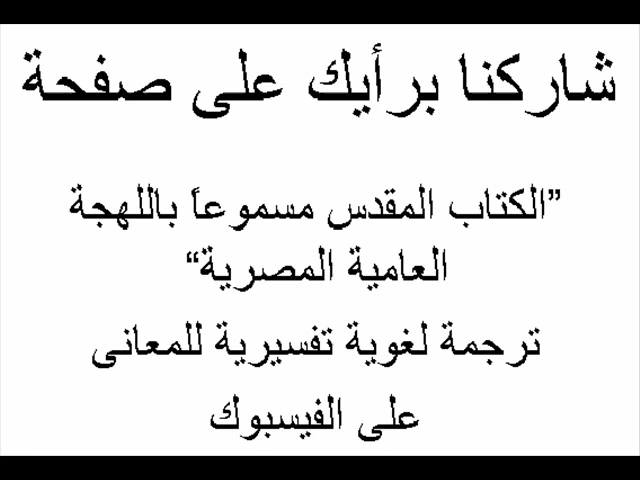 شاركنا برأيك على صفحة
”الكتاب المقدس مسموعاً باللهجة
العامية المصرية“
ترجمة لغوية تفسيرية للمعانى
على الفيسبوك